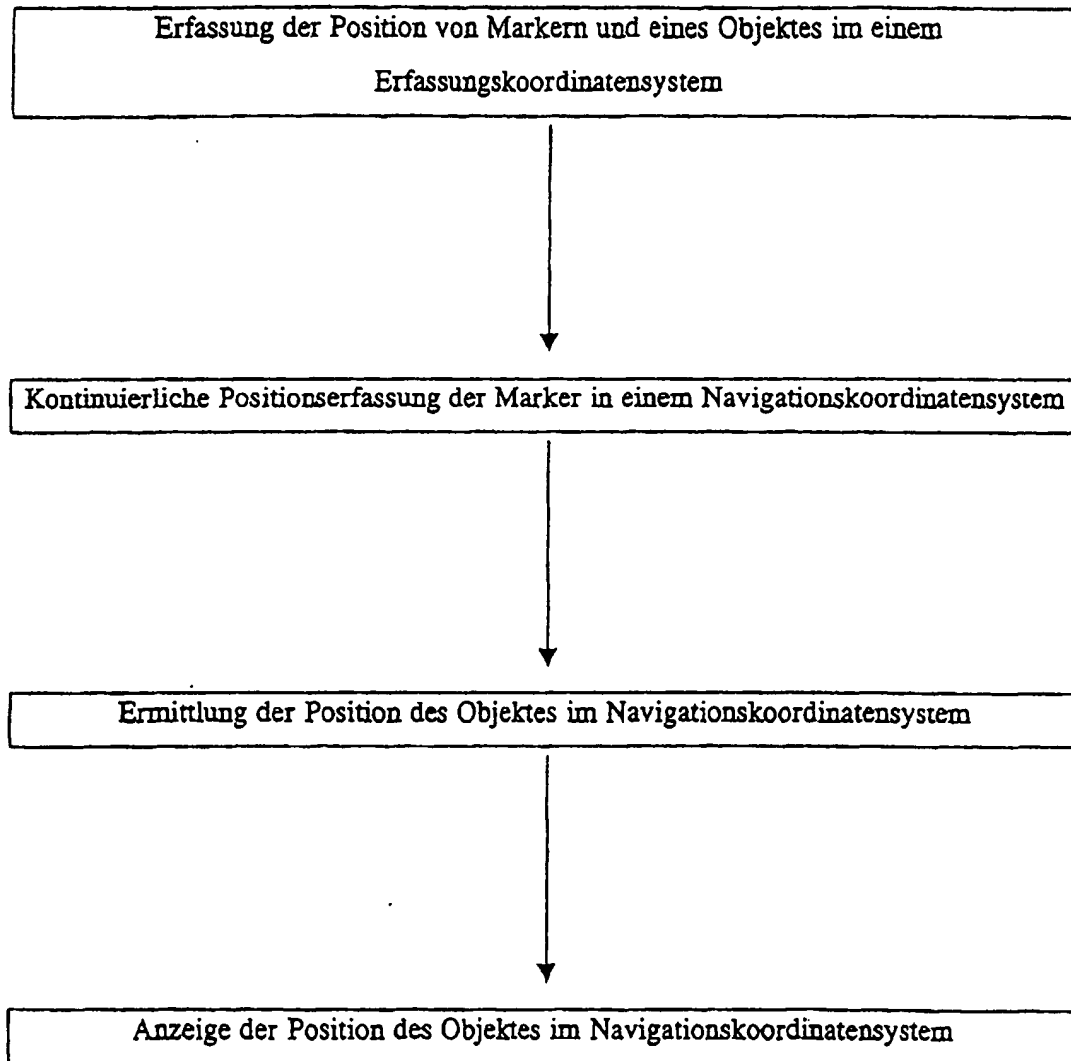 Erfassung der Position von Markern und eines Objektes im einem
Erfassungskoordinatensystem
Kontinuierliche Positionserfassung der Marker in einem Navigationskoordinatensystem
Ermittlung der Position des Objektes im Navigationskoordinatensystem
Anzeige der Position des Objektes im Navigationskoordinatensystem